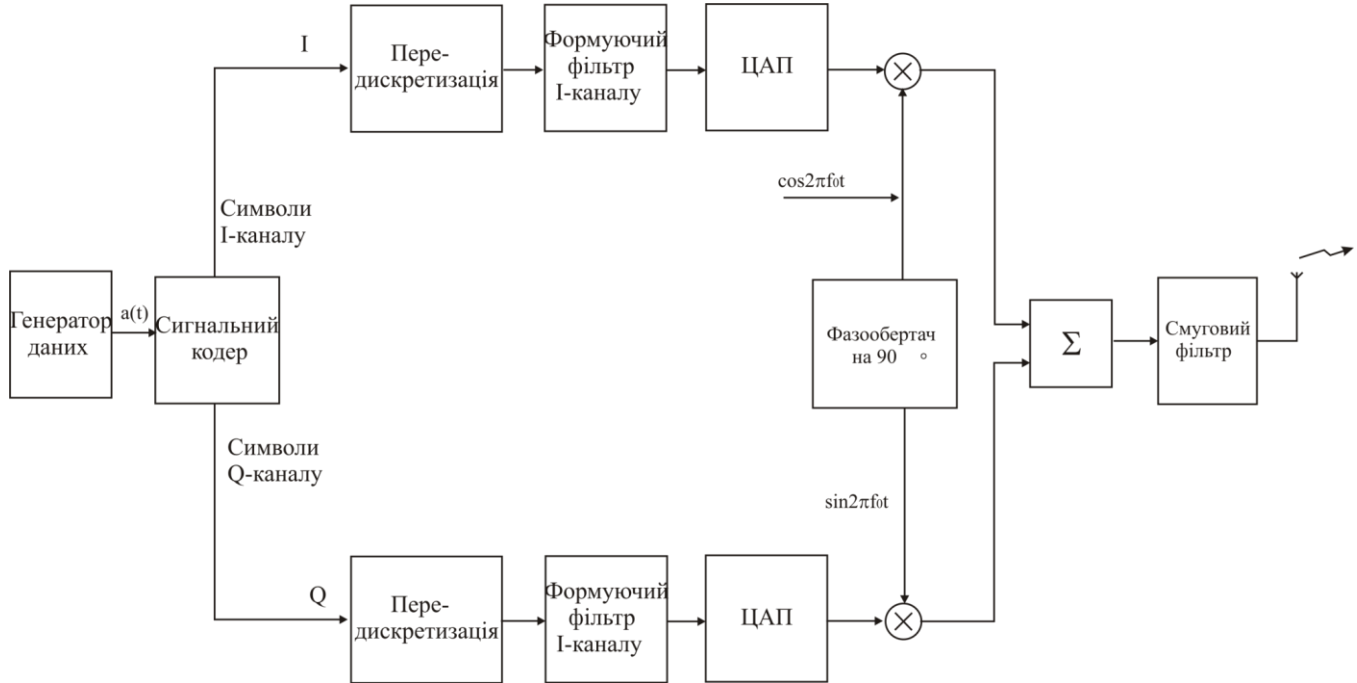 I
Пере-
дискретизація
Формуючий
фільтр
І-каналу
ЦАП
cos2πf₀t
Символи
І-каналу
Генератор
даних
a(t)
Сигнальний
кодер
Фазообертач
на 90 °
Σ
Смуговий
фільтр
Символи
Q-каналу
sin2πf₀t
Q
Пере-
дискретизація
Формуючий
фільтр
І-каналу
ЦАП